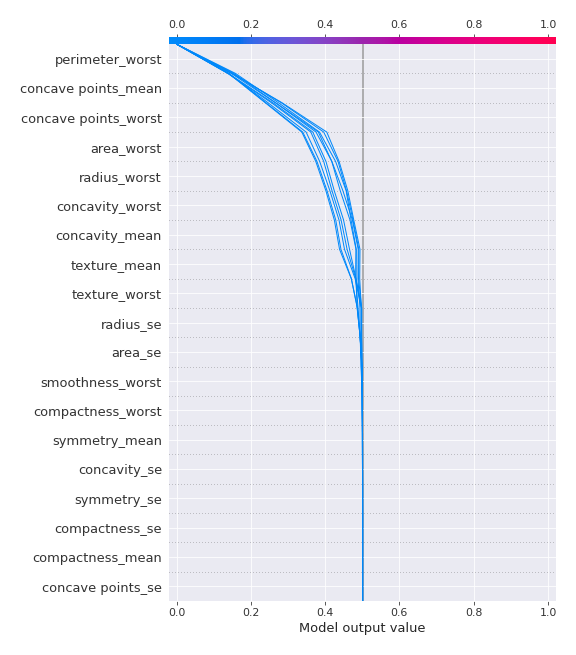 0.0 0.2 0.4 0.6 0.8 1.0
perimeter_worst
concave points_mean
concave points_worst
area_worst
radius_worst
concavity_worst
concavity_mean
texture_mean
texture_worst
radius_se
area_se
smoothness_worst
compactness_worst
symmetry_mean
concavity_se
symmetry_se
compactness_se
compactness_mean
concave points_se
0.0 0.2 0.4 0.6 0.8 1.0
Model output value